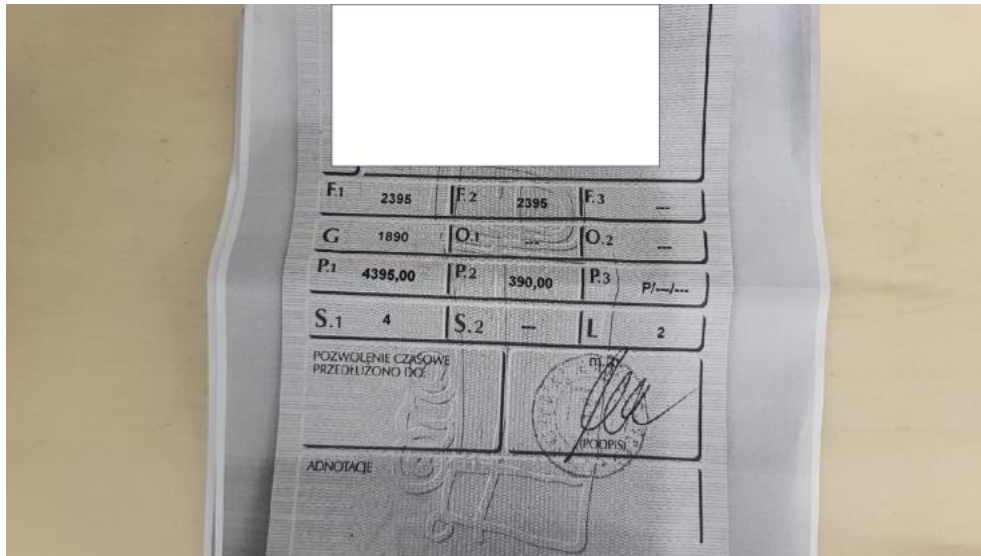 F.1 2395 F.2 2395 F.3 ---
G 1890 O.1 --- O.2 ---
P.1 4395,00 P.2 390,00 P.3 P/---/---
S.1 4 S.2 --- L 2
POZWOLENIE CZASOWE
PRZEDŁUŻONO DO:
m.p.
(PODPIS)
ADNOTACJE